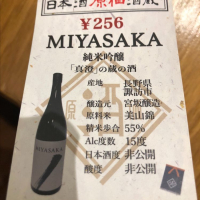 日本酒原価酒蔵
¥256
MIYASAKA
純米吟醸
「真澄」の蔵の酒
産地 長野県
諏訪市
醸造元 宮坂醸造
原料米 美山錦
精米歩合 55%
Alc度数 15度
日本酒度 非公開
酸度 非公開
MIYASAKA